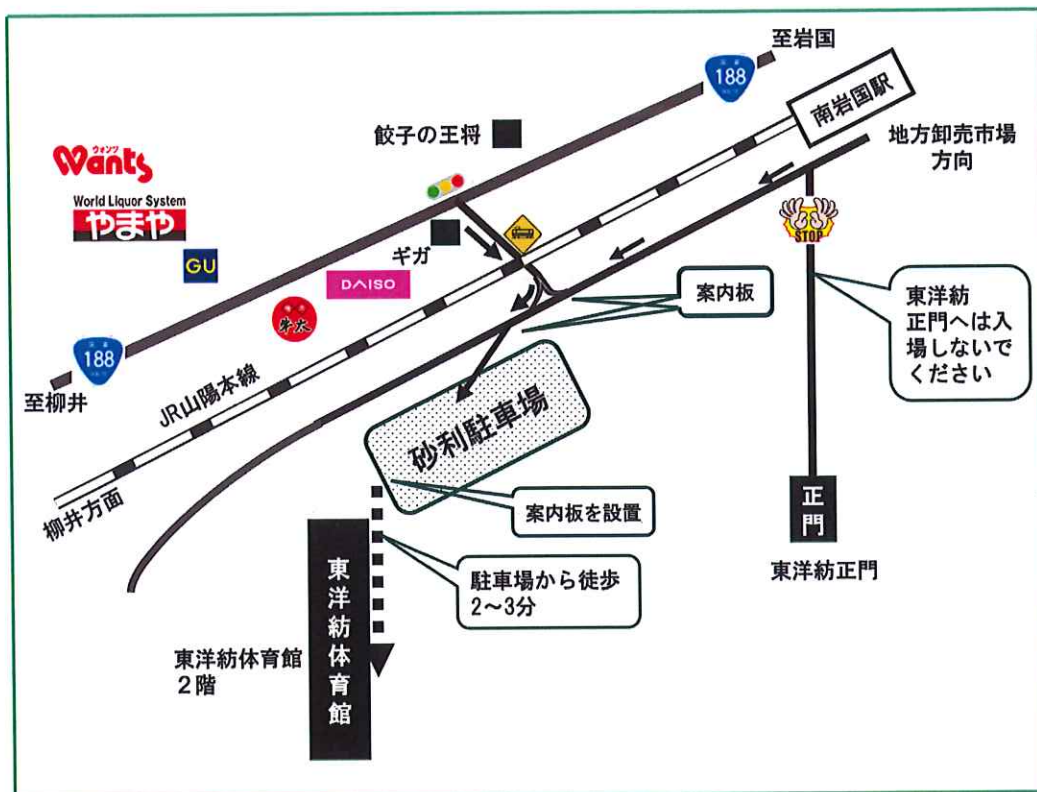 至岩国
188
南岩国駅
地方卸売市場
方向
餃子の王将
ウォンツ
Wants
World Liquor System
やまや
GU
ギガ
DAISO
牛太
STOP
案内板
東洋紡
正門へは入
場しないで
ください
188
至柳井
JR山陽本線
砂利駐車場
柳井方面
案内板を設置
正門
東洋紡正門
駐車場から徒歩
2~3分
東洋紡体育館
東洋紡体育館
2階